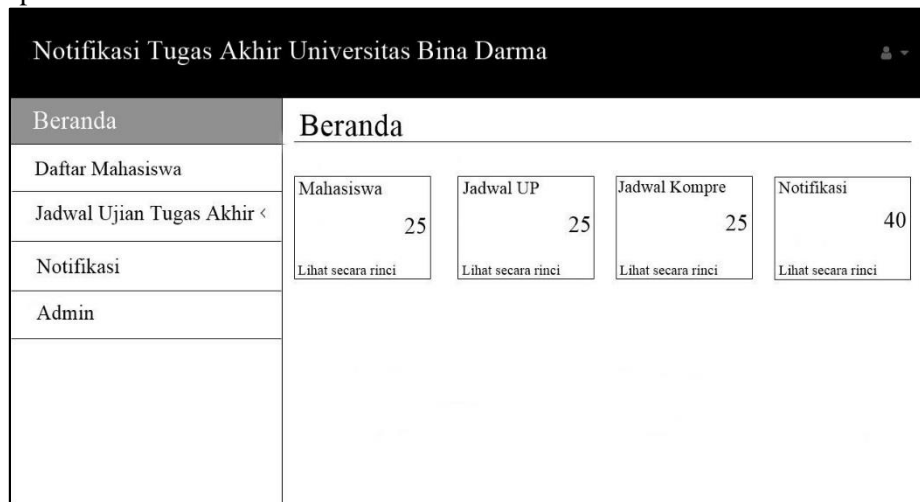 Notifikasi Tugas Akhir Universitas Bina Darma
Beranda
Daftar Mahasiswa
Jadwal Ujian Tugas Akhir <
Notifikasi
Admin
Beranda
Mahasiswa
25
Lihat secara rinci
Jadwal UP
25
Lihat secara rinci
Jadwal Kompre
25
Lihat secara rinci
Notifikasi
40
Lihat secara rinci